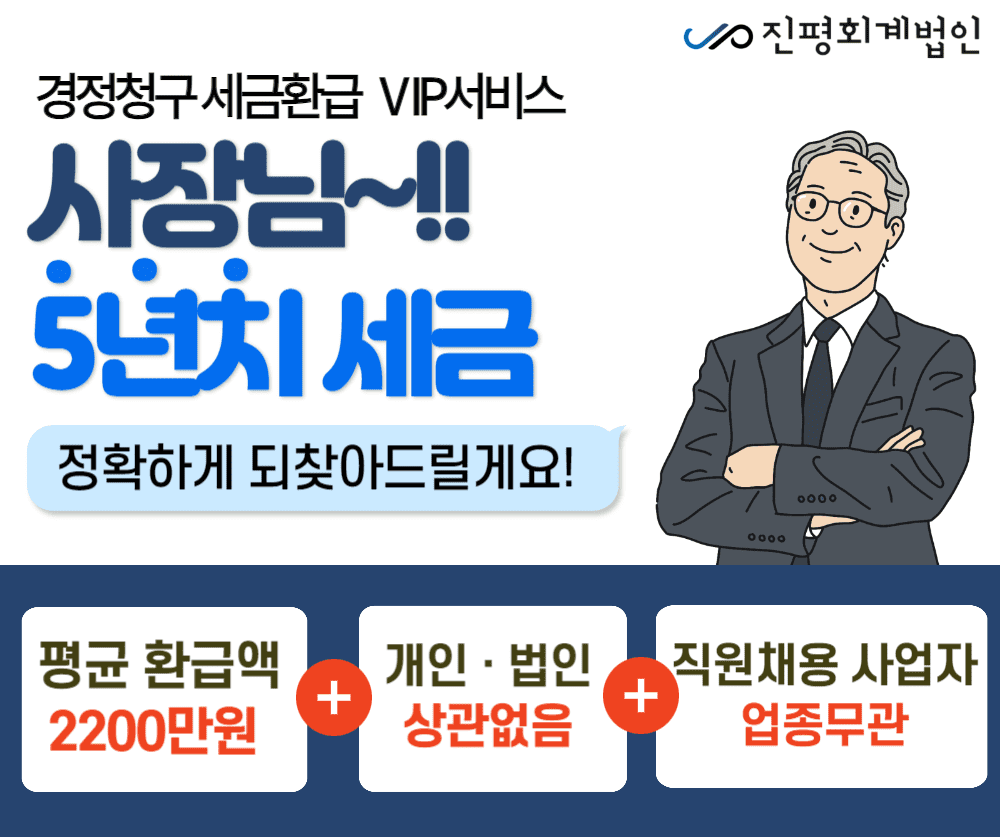 진평회계법인
경정청구 세금환급 VIP서비스
사장님~!!
5년치 세금
정확하게 되찾아드릴게요!
평균 환급액
2200만원
+
개인·법인
상관없음
+
직원채용 사업자
업종무관